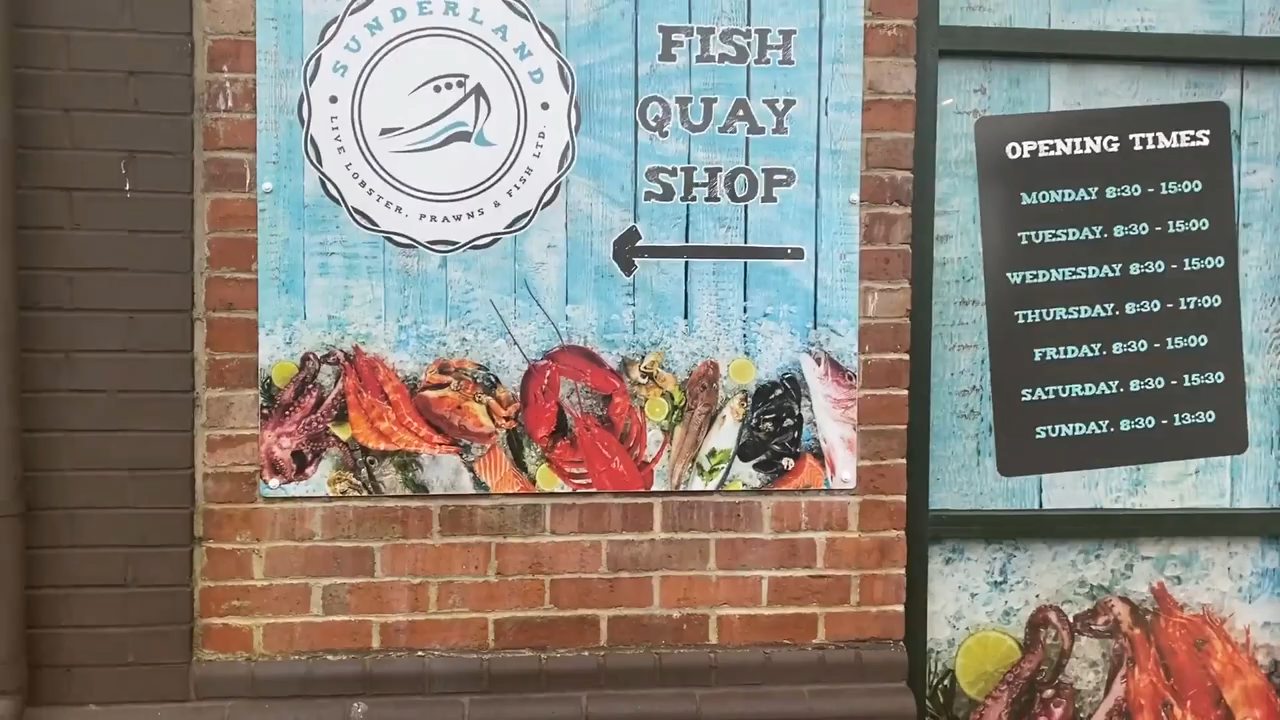 SUNDERLAND
LIVE LOBSTER, PRAWNS & FISH LTD.
FISH
QUAY
SHOP
OPENING TIMES
MONDAY 8:30 - 15:00
TUESDAY. 8:30 - 15:00
WEDNESDAY 8:30 - 15:00
THURSDAY. 8:30 - 17:00
FRIDAY. 8:30 - 15:00
SATURDAY. 8:30 - 15:30
SUNDAY. 8:30 - 13:30